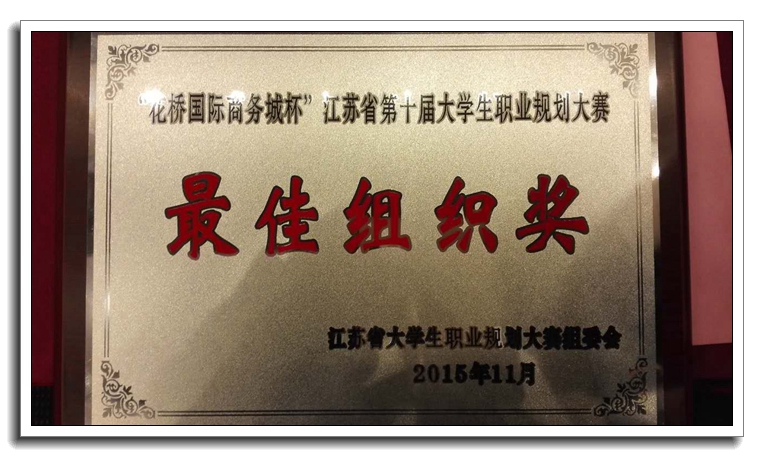 “花桥国际商务城杯”江苏省第十届大学生职业规划大赛
最佳组织奖
江苏省大学生职业规划大赛组委会
2015年11月